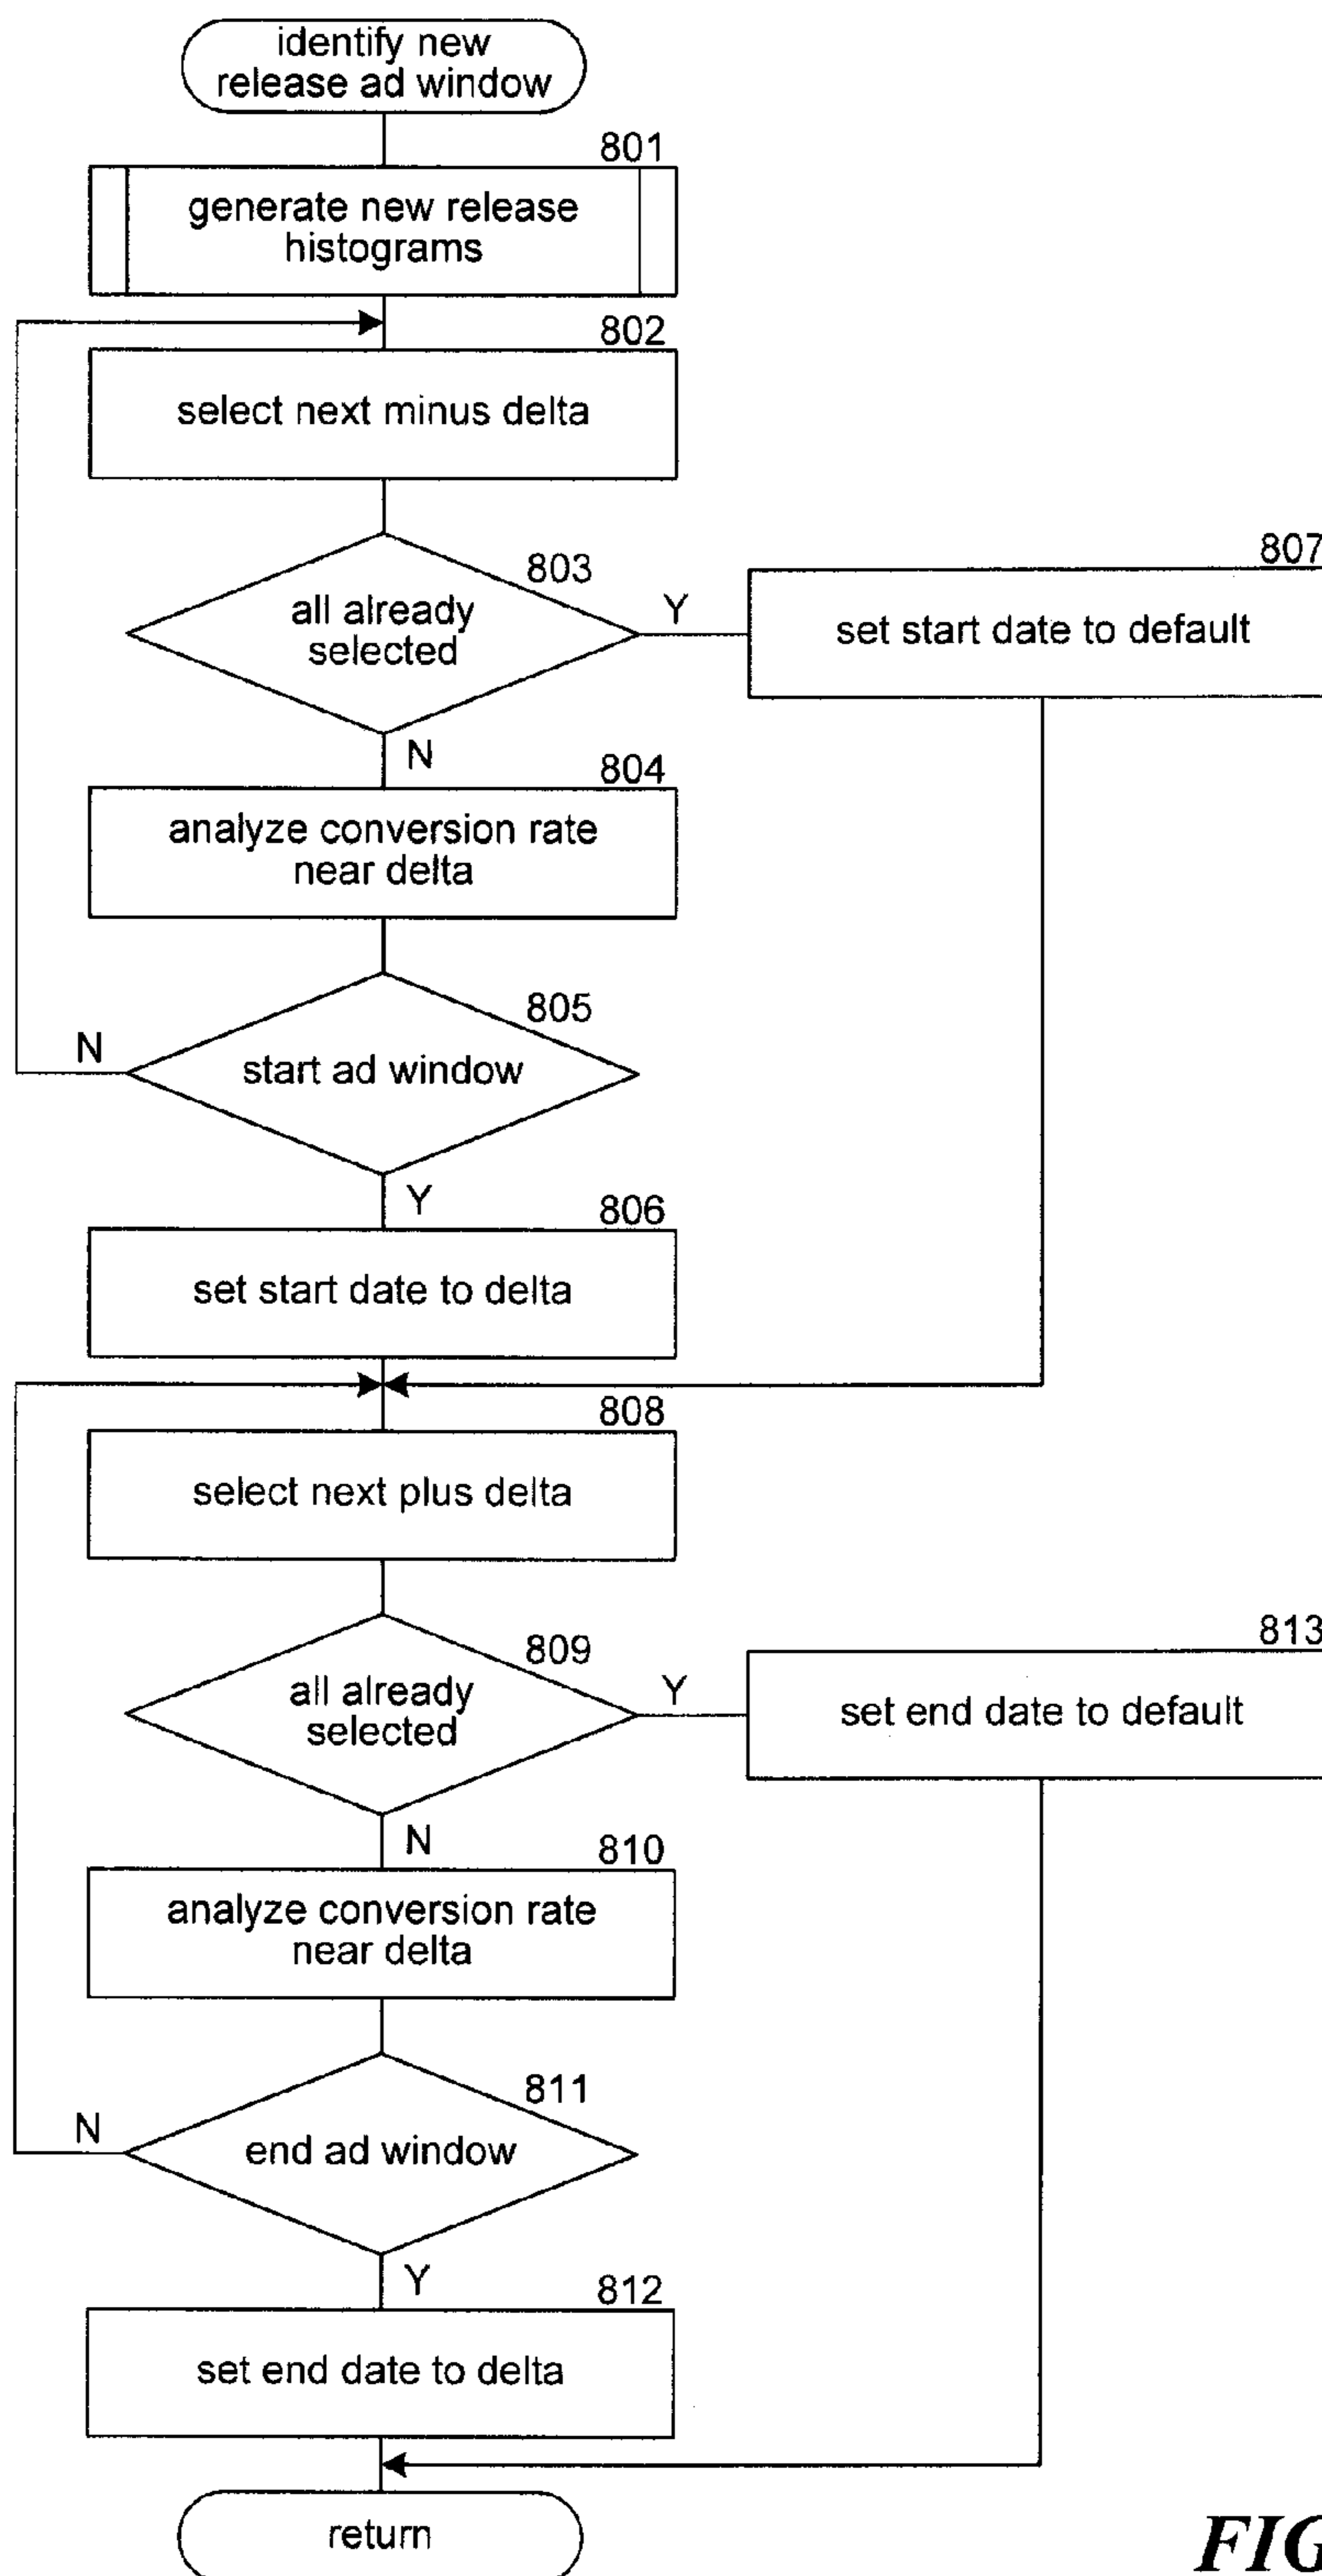 identify new
release ad window
801
generate new release
histograms
802
select next minus delta
803
all already
selected
Y
807
set start date to default
N
804
analyze conversion rate
near delta
805
start ad window
N
Y
806
set start date to delta
808
select next plus delta
809
all already
selected
Y
813
set end date to default
N
810
analyze conversion rate
near delta
811
end ad window
N
Y
812
set end date to delta
return
FIG